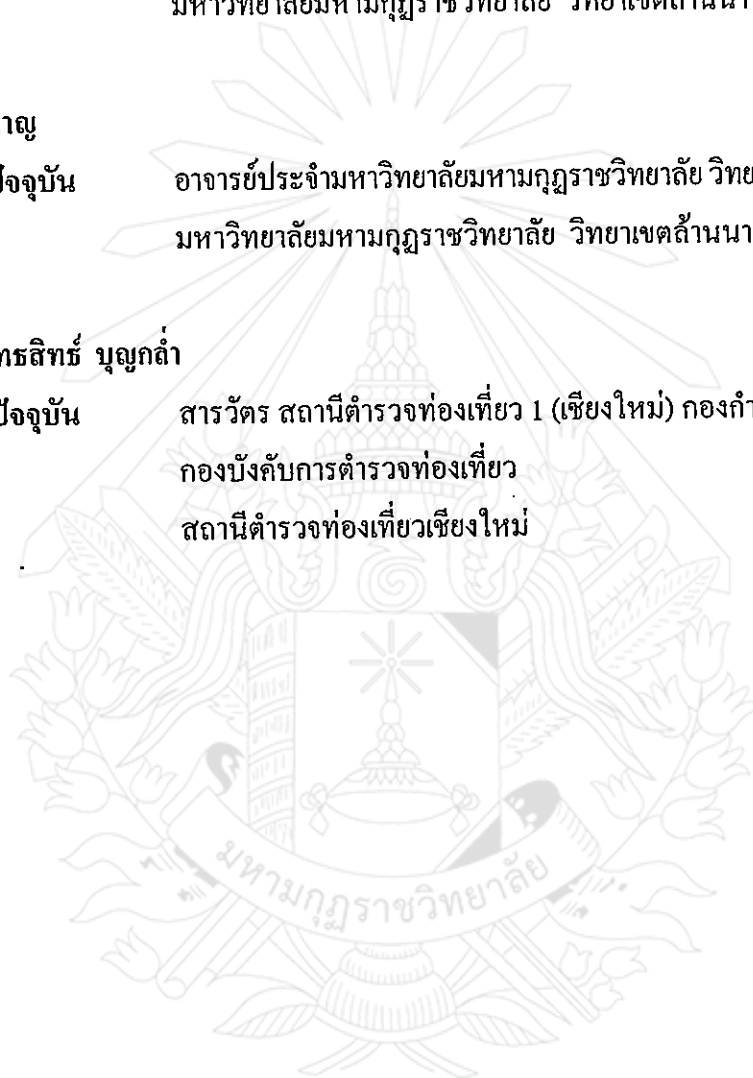 มหาวิทยาลัยมหามกุฏราชวิทยาลัย วิทยาเขตล้านนา
าญ
ปัจจุบัน อาจารย์ประจำมหาวิทยาลัยมหามกุฏราชวิทยาลัย วิทย
มหาวิทยาลัยมหามกุฏราชวิทยาลัย วิทยาเขตล้านนา
ทธสิทธ์ บุญกล่ำ
ปัจจุบัน สารวัตร สถานีตำรวจท่องเที่ยว 1 (เชียงใหม่) กองกำ
กองบังคับการตำรวจท่องเที่ยว
สถานีตำรวจท่องเที่ยวเชียงใหม่
มหามกุฏราชวิทยาลัย